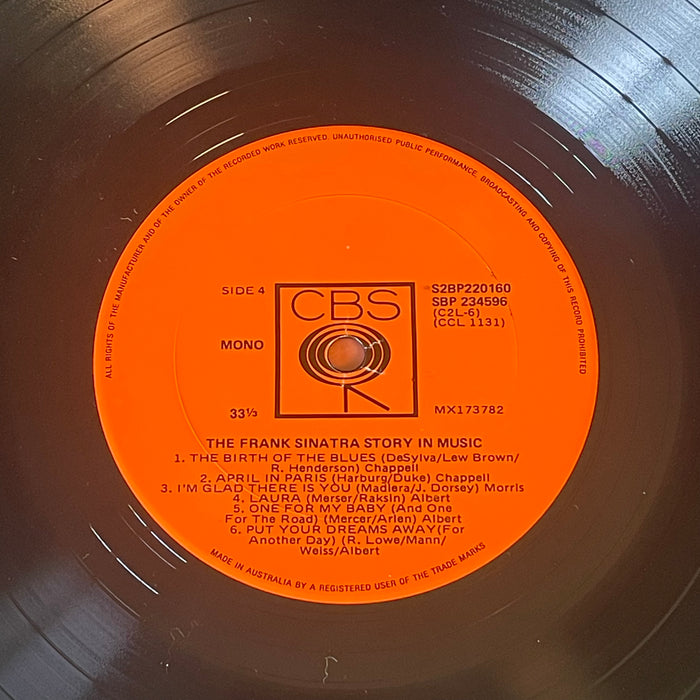 ALL RIGHTS OF THE MANUFACTURER AND OF THE OWNER OF THE RECORDED WORK RESERVED. UNAUTHORISED PUBLIC PERFORMANCE, BROADCASTING AND COPYING OF THIS RECORD PROHIBITED
SIDE 4
CBS
S2BP220160
SBP 234596
(C2L-6)
(CCL 1131)
MONO
33⅓
MX173782
THE FRANK SINATRA STORY IN MUSIC
1. THE BIRTH OF THE BLUES (DeSylva/Lew Brown/
R. Henderson) Chappell
2. APRIL IN PARIS (Harburg/Duke) Chappell
3. I'M GLAD THERE IS YOU (Madiera/J. Dorsey) Morris
4. LAURA (Merser/Raksin) Albert
5. ONE FOR MY BABY (And One
For The Road) (Mercer/Arlen) Albert
6. PUT YOUR DREAMS AWAY(For
Another Day) (R. Lowe/Mann/
Weiss/Albert
MADE IN AUSTRALIA BY A REGISTERED USER OF THE TRADE MARKS